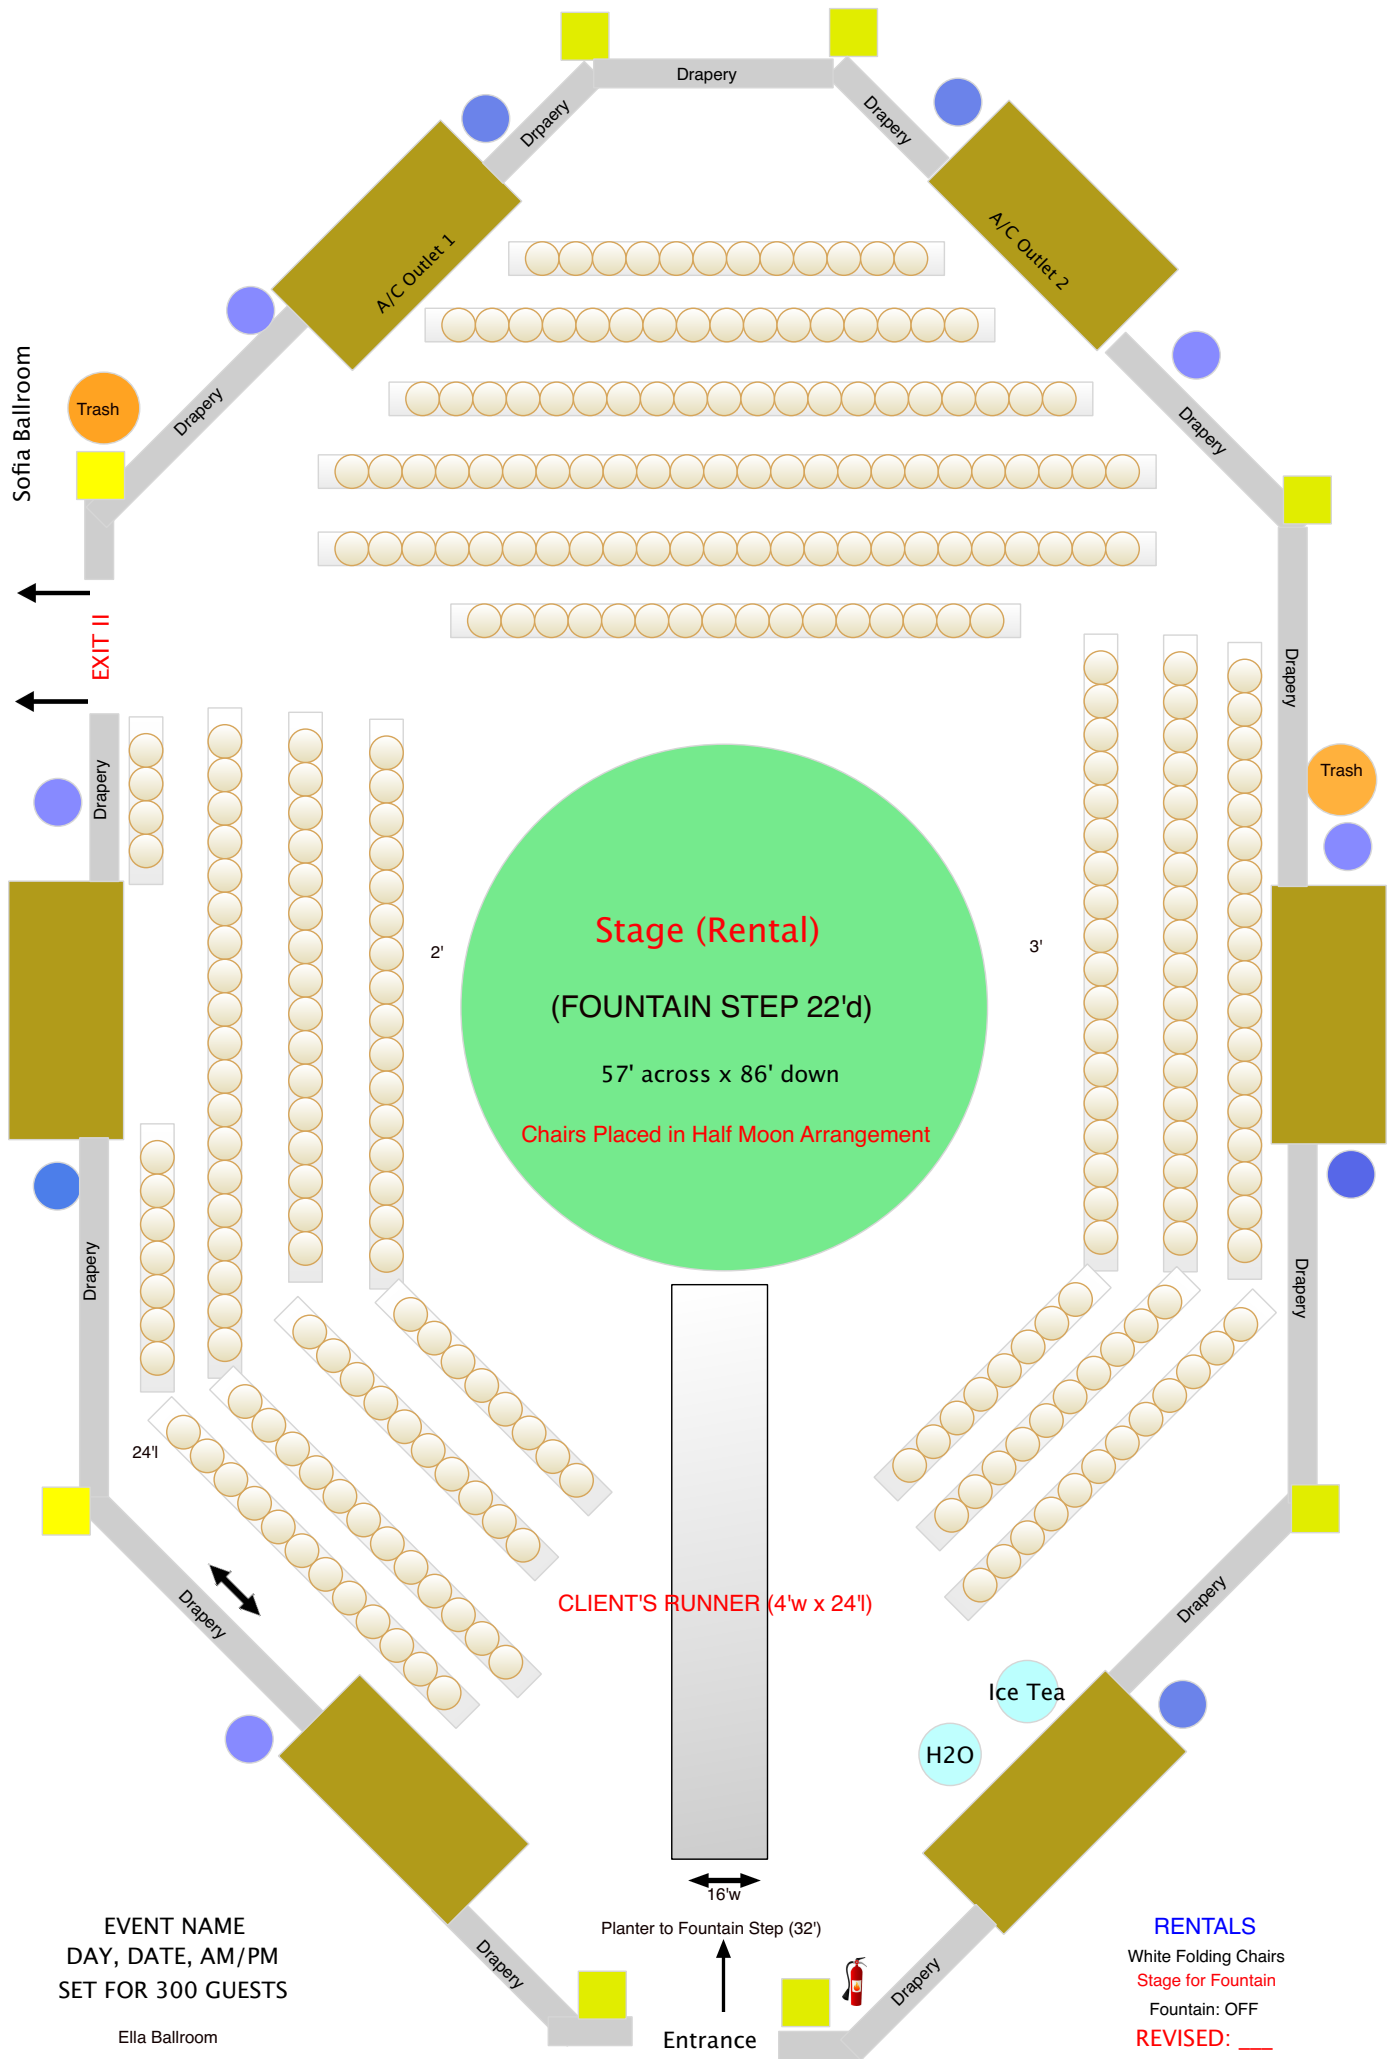 Drapery
Drpaery
Drapery
A/C Outlet 1
A/C Outlet 2
Sofia Ballroom
Trash
Drapery
Drapery
EXIT II
Drapery
Drapery
Trash
2'
3'
Stage (Rental)
(FOUNTAIN STEP 22'd)
57' across x 86' down
Chairs Placed in Half Moon Arrangement
Drapery
Drapery
24'l
Drapery
CLIENT'S RUNNER (4'w x 24'l)
Drapery
Ice Tea
H2O
16'w
Planter to Fountain Step (32')
Drapery
Drapery
Entrance
EVENT NAME
DAY, DATE, AM/PM
SET FOR 300 GUESTS
Ella Ballroom
RENTALS
White Folding Chairs
Stage for Fountain
Fountain: OFF
REVISED: ___